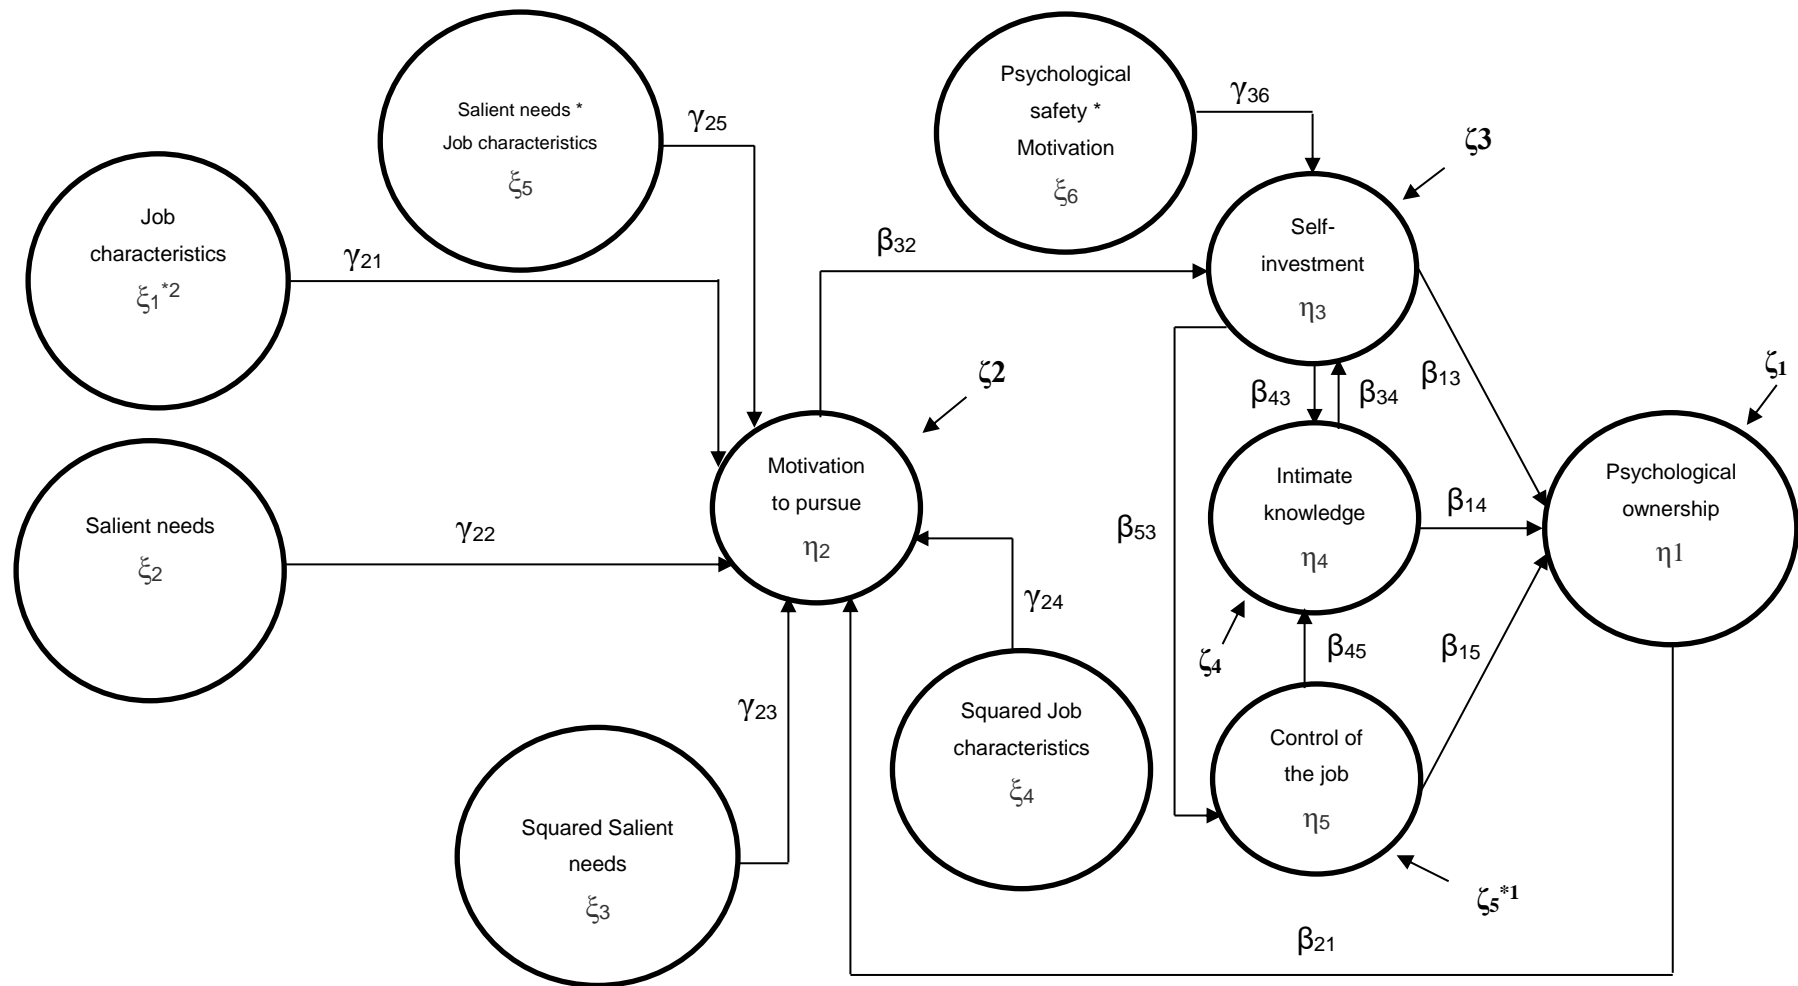 Job
characteristics
ξ1*2
γ21
Salient needs *
Job characteristics
ξ5
γ25
Psychological
safety *
Motivation
ξ6
γ36
ζ3
Self-
investment
η3
β32
ζ2
β43
β34
β13
ζ1
Salient needs
ξ2
γ22
Motivation
to pursue
η2
Intimate
knowledge
η4
β14
Psychological
ownership
η1
β53
γ24
ζ4
β45
β15
γ23
Squared Salient
needs
ξ3
Squared Job
characteristics
ξ4
Control of
the job
η5
ζ5*1
β21